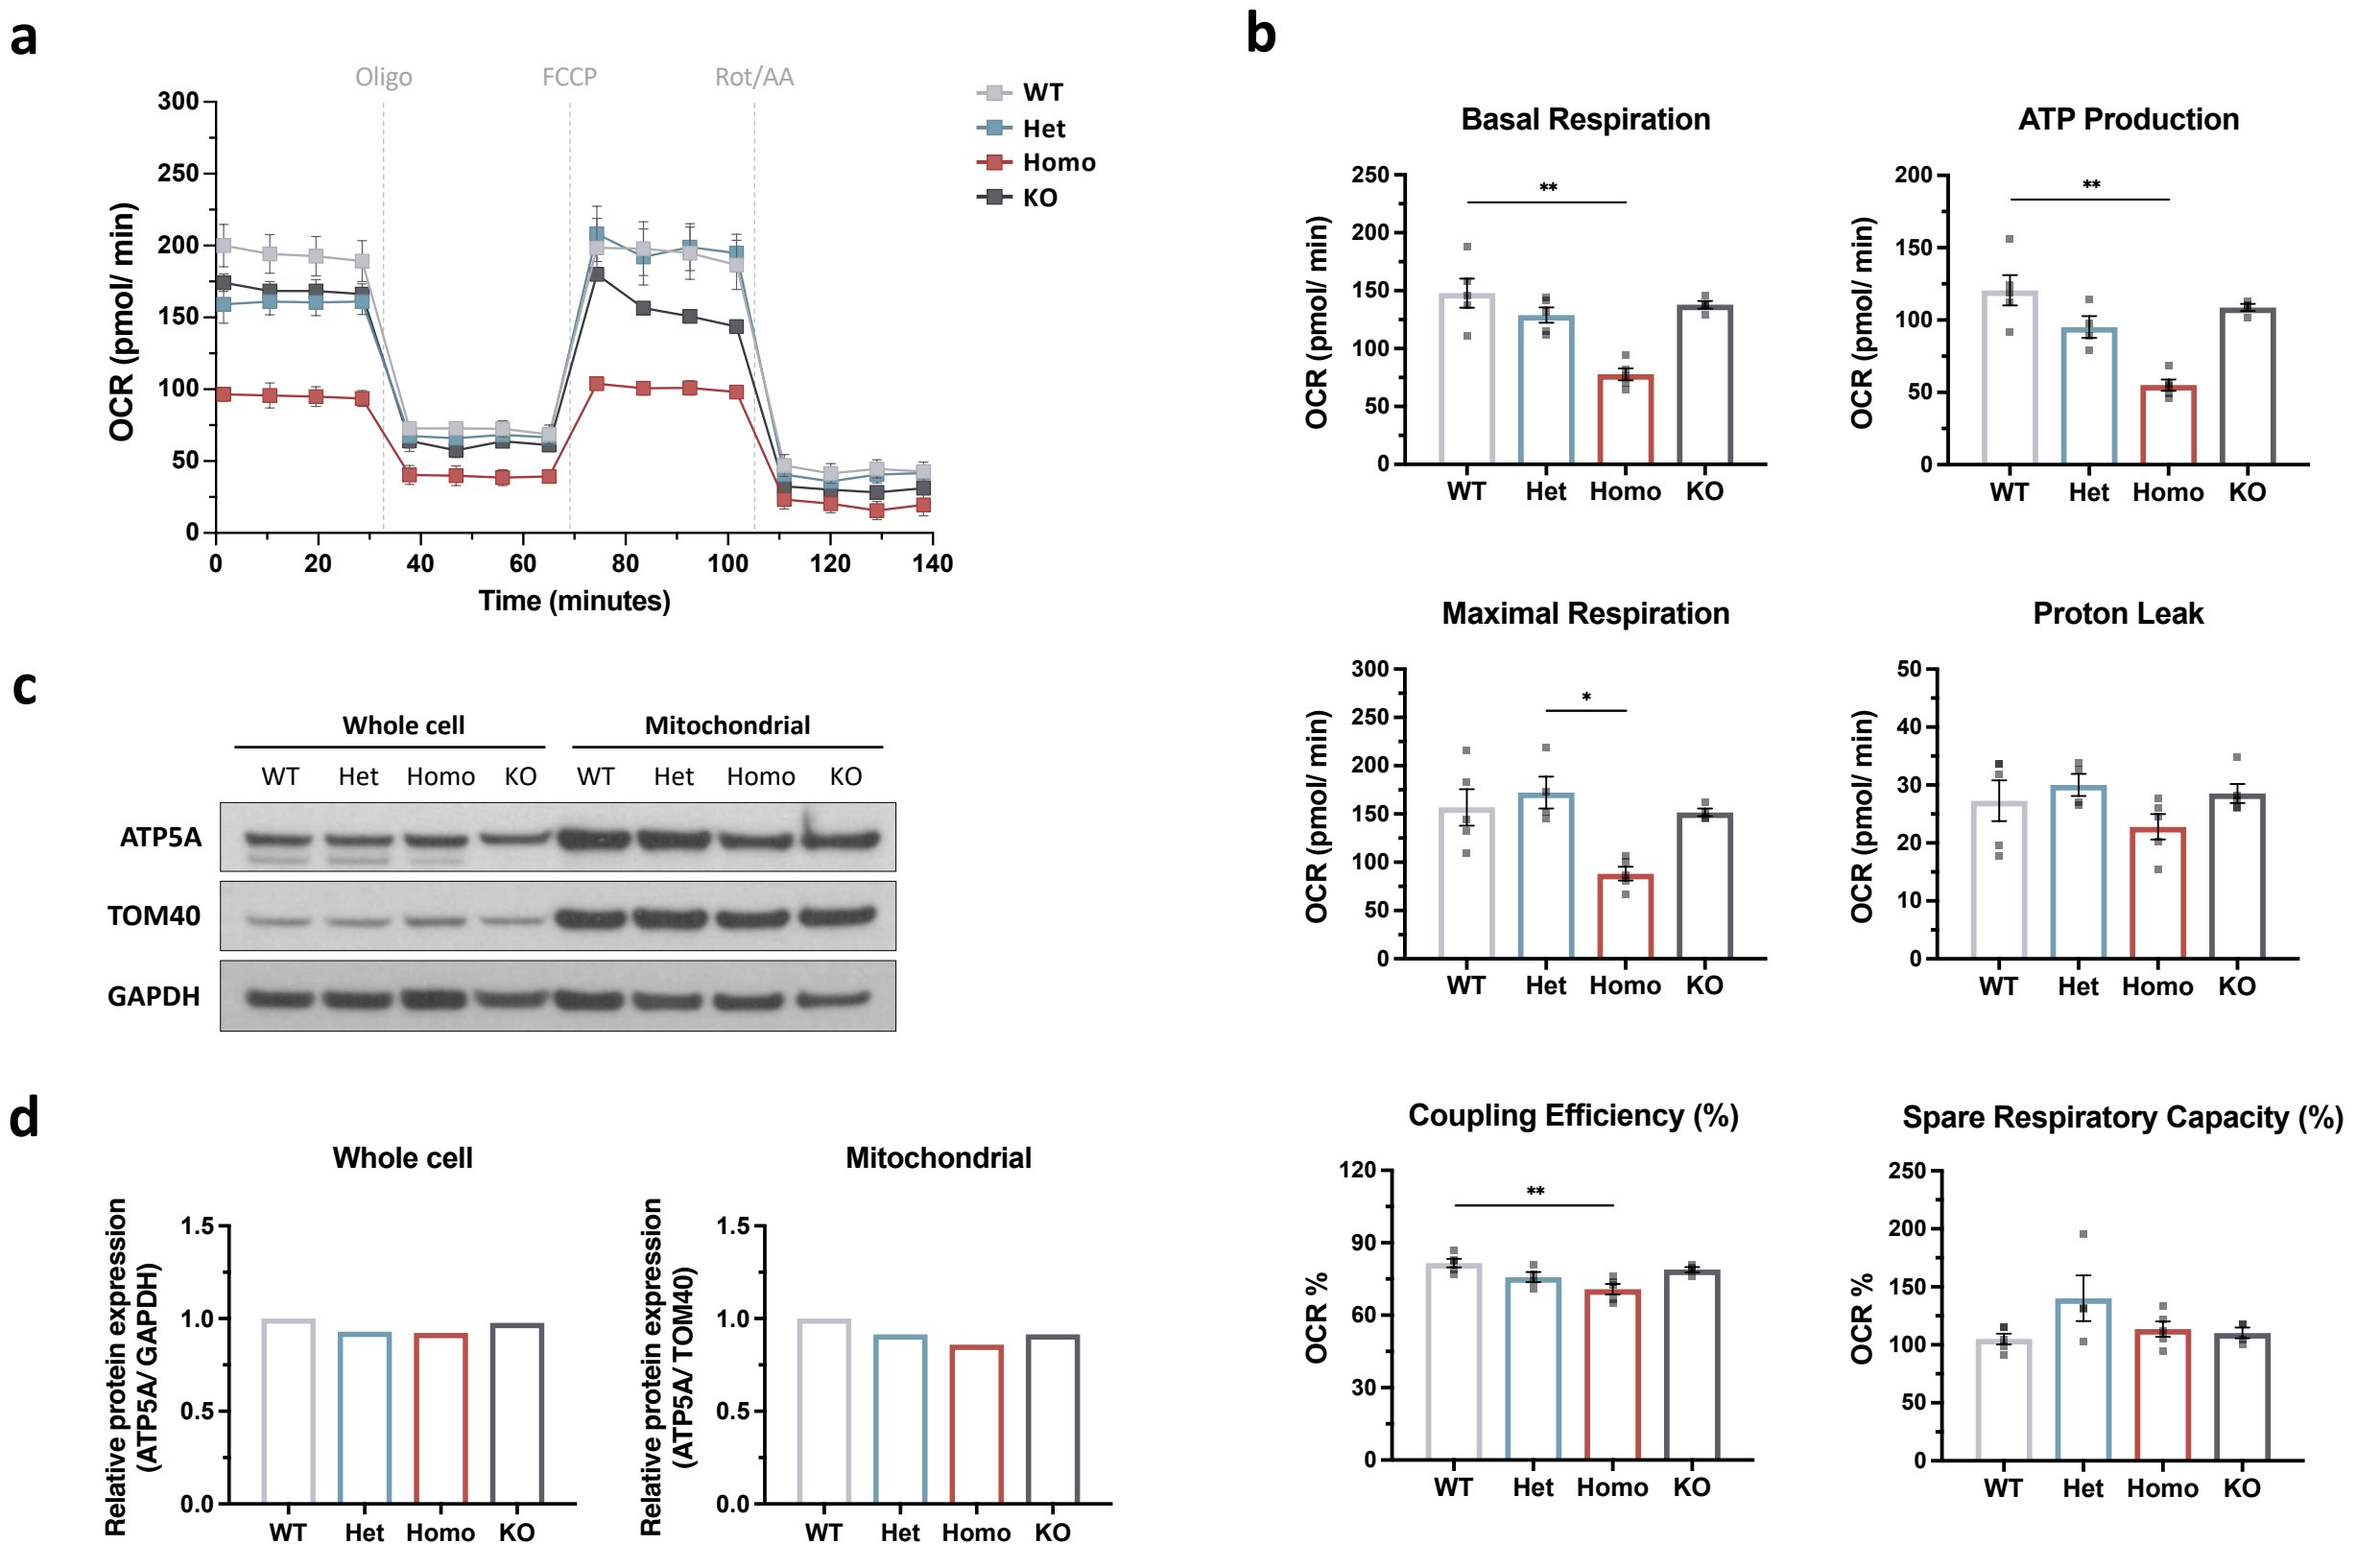 a
Oligo FCCP Rot/AA
WT
Het
Homo
KO
OCR (pmol/ min)
300
250
200
150
100
50
0
0 20 40 60 80 100 120 140
Time (minutes)
b
Basal Respiration
OCR (pmol/ min)
250
200
150
100
50
0
**
WT Het Homo KO
ATP Production
OCR (pmol/ min)
200
150
100
50
0
**
WT Het Homo KO
Maximal Respiration
OCR (pmol/ min)
300
250
200
150
100
50
0
*
WT Het Homo KO
Proton Leak
OCR (pmol/ min)
50
40
30
20
10
0
WT Het Homo KO
Coupling Efficiency (%)
OCR %
120
90
60
30
0
**
WT Het Homo KO
Spare Respiratory Capacity (%)
OCR %
250
200
150
100
50
0
WT Het Homo KO
c
Whole cell Mitochondrial
WT Het Homo KO WT Het Homo KO
ATP5A
TOM40
GAPDH
d
Whole cell
Relative protein expression
(ATP5A/ GAPDH)
1.5
1.0
0.5
0.0
WT Het Homo KO
Mitochondrial
Relative protein expression
(ATP5A/ TOM40)
1.5
1.0
0.5
0.0
WT Het Homo KO